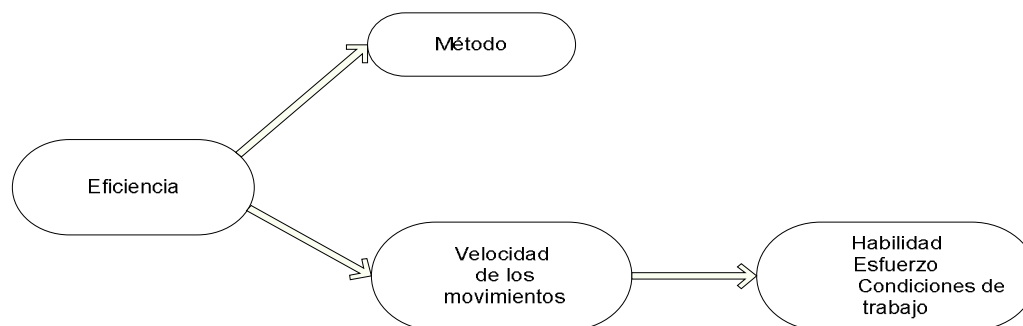 Método
Eficiencia
Velocidad
de los
movimientos
Habilidad
Esfuerzo
Condiciones de
trabajo